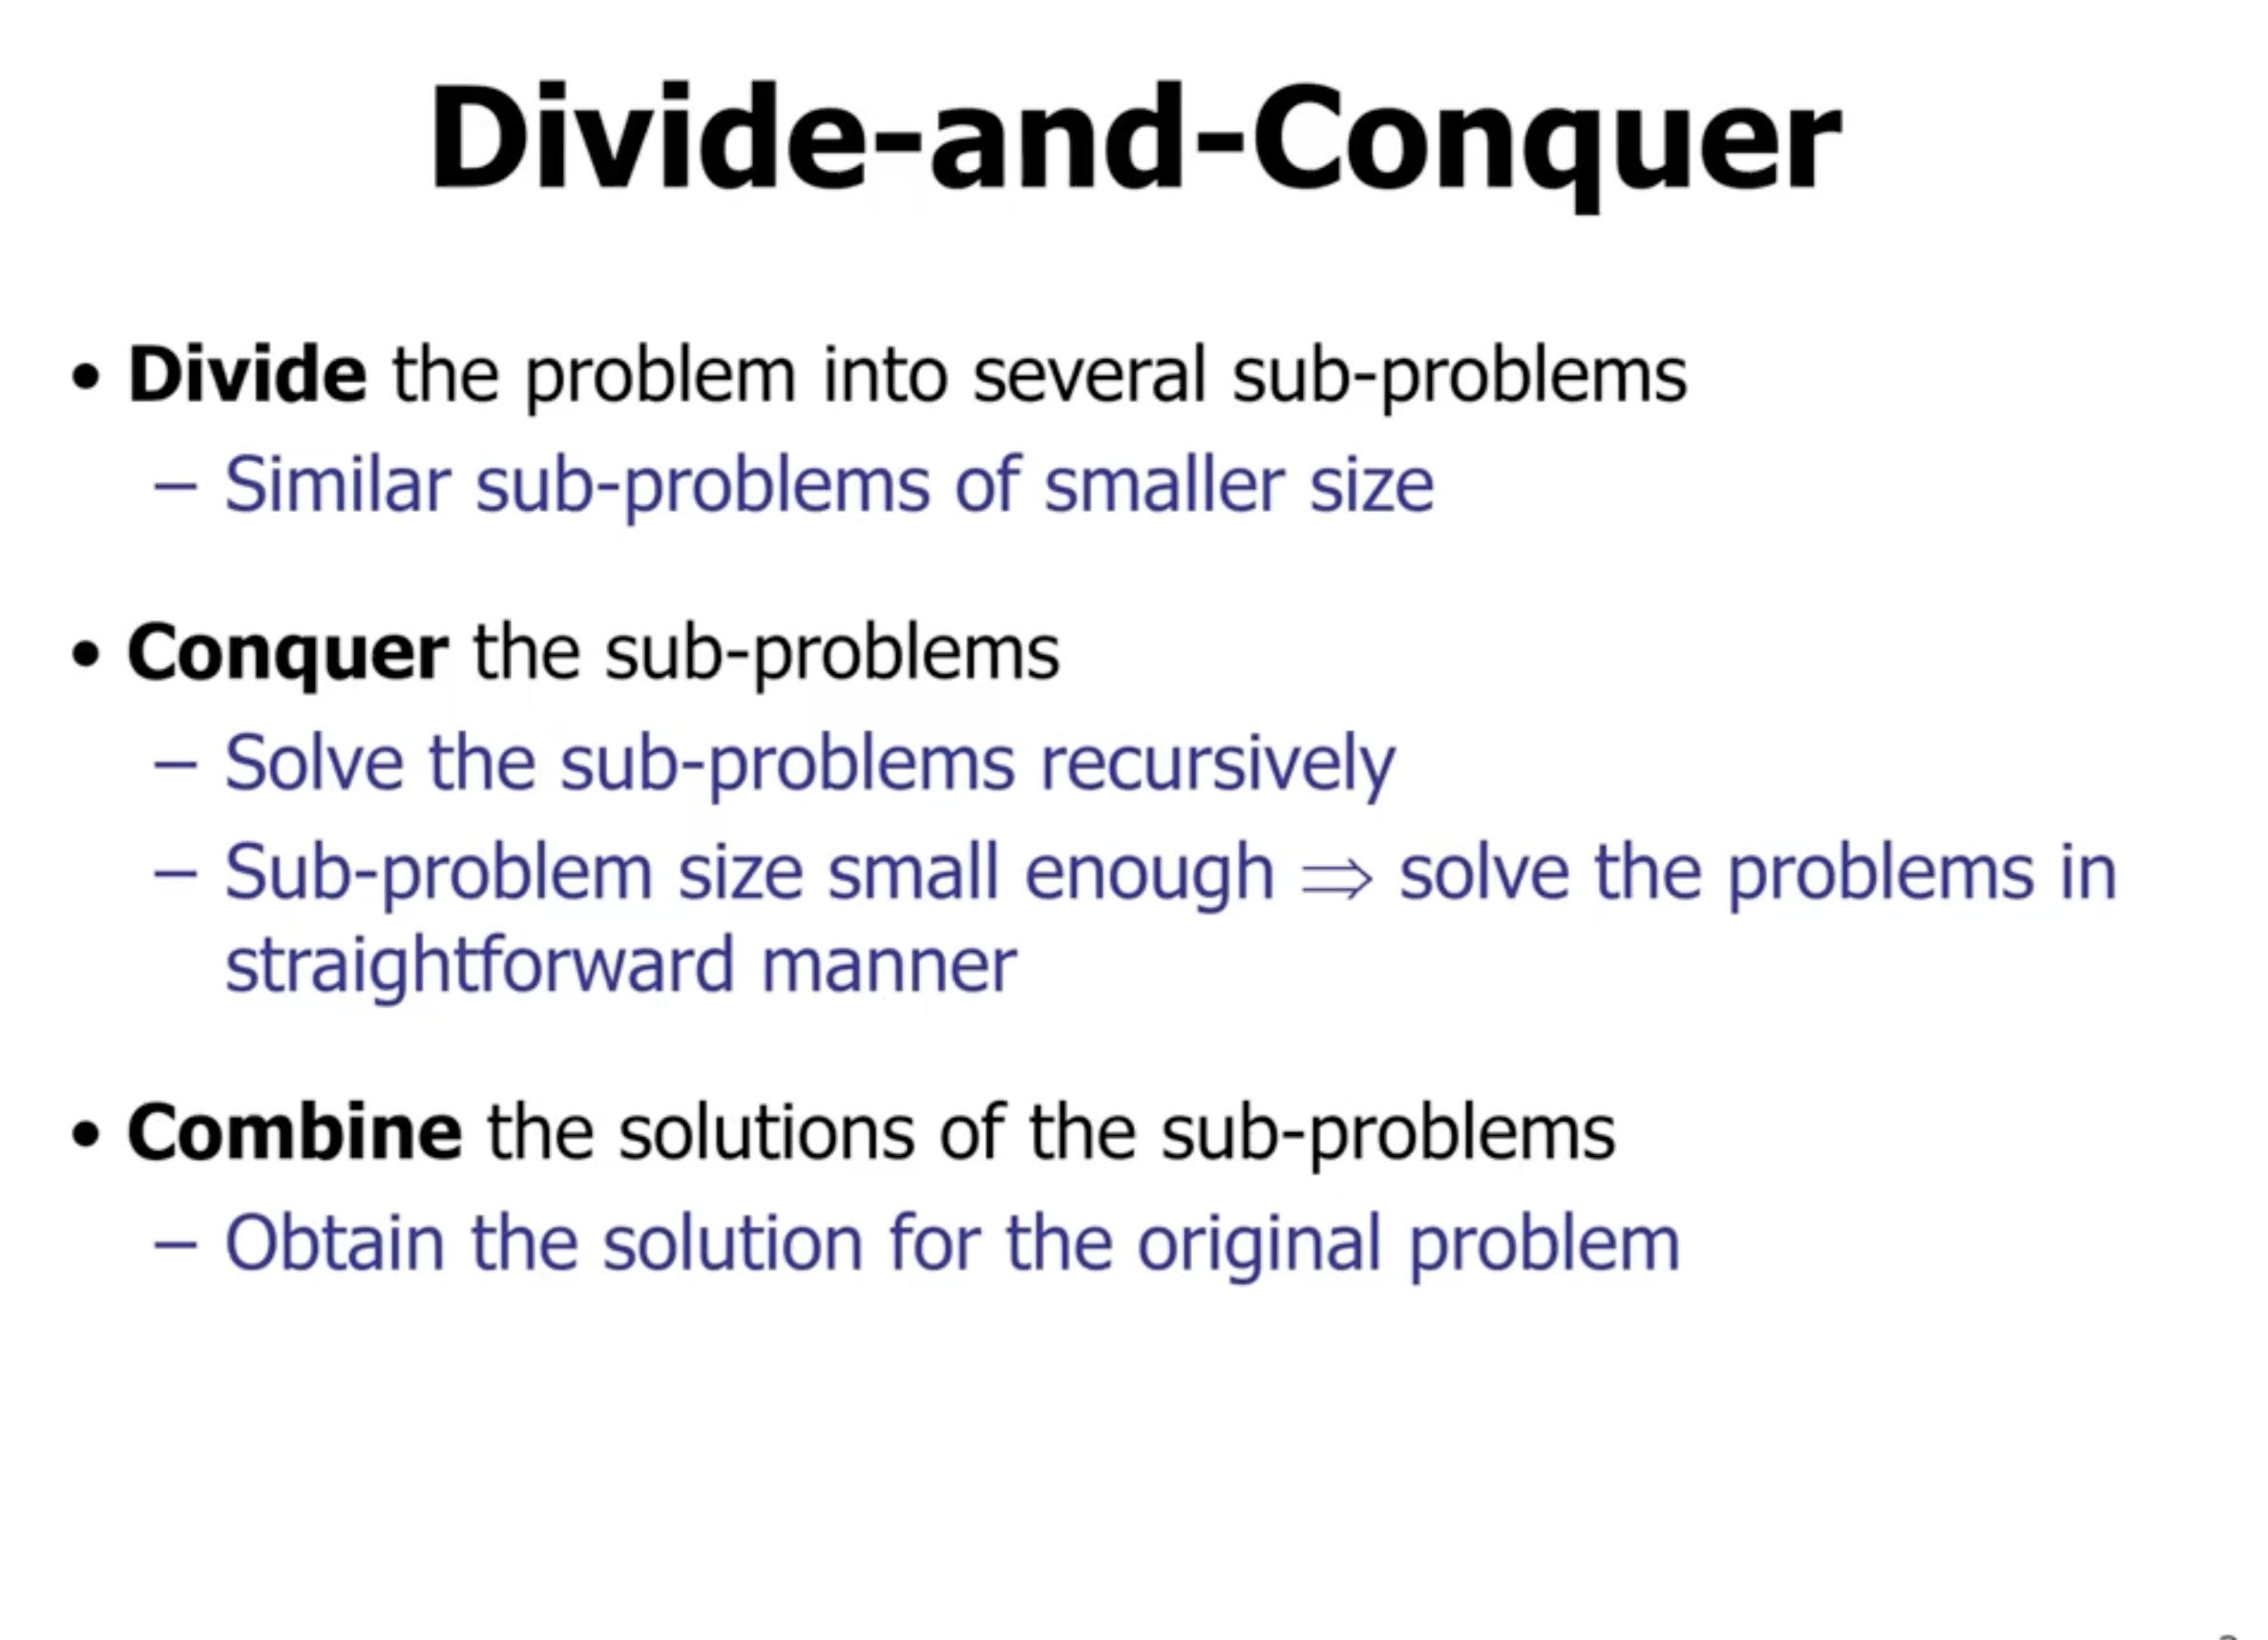 Divide-and-Conquer
• Divide the problem into several sub-problems
– Similar sub-problems of smaller size
• Conquer the sub-problems
– Solve the sub-problems recursively
– Sub-problem size small enough ⇒ solve the problems in
straightforward manner
• Combine the solutions of the sub-problems
– Obtain the solution for the original problem